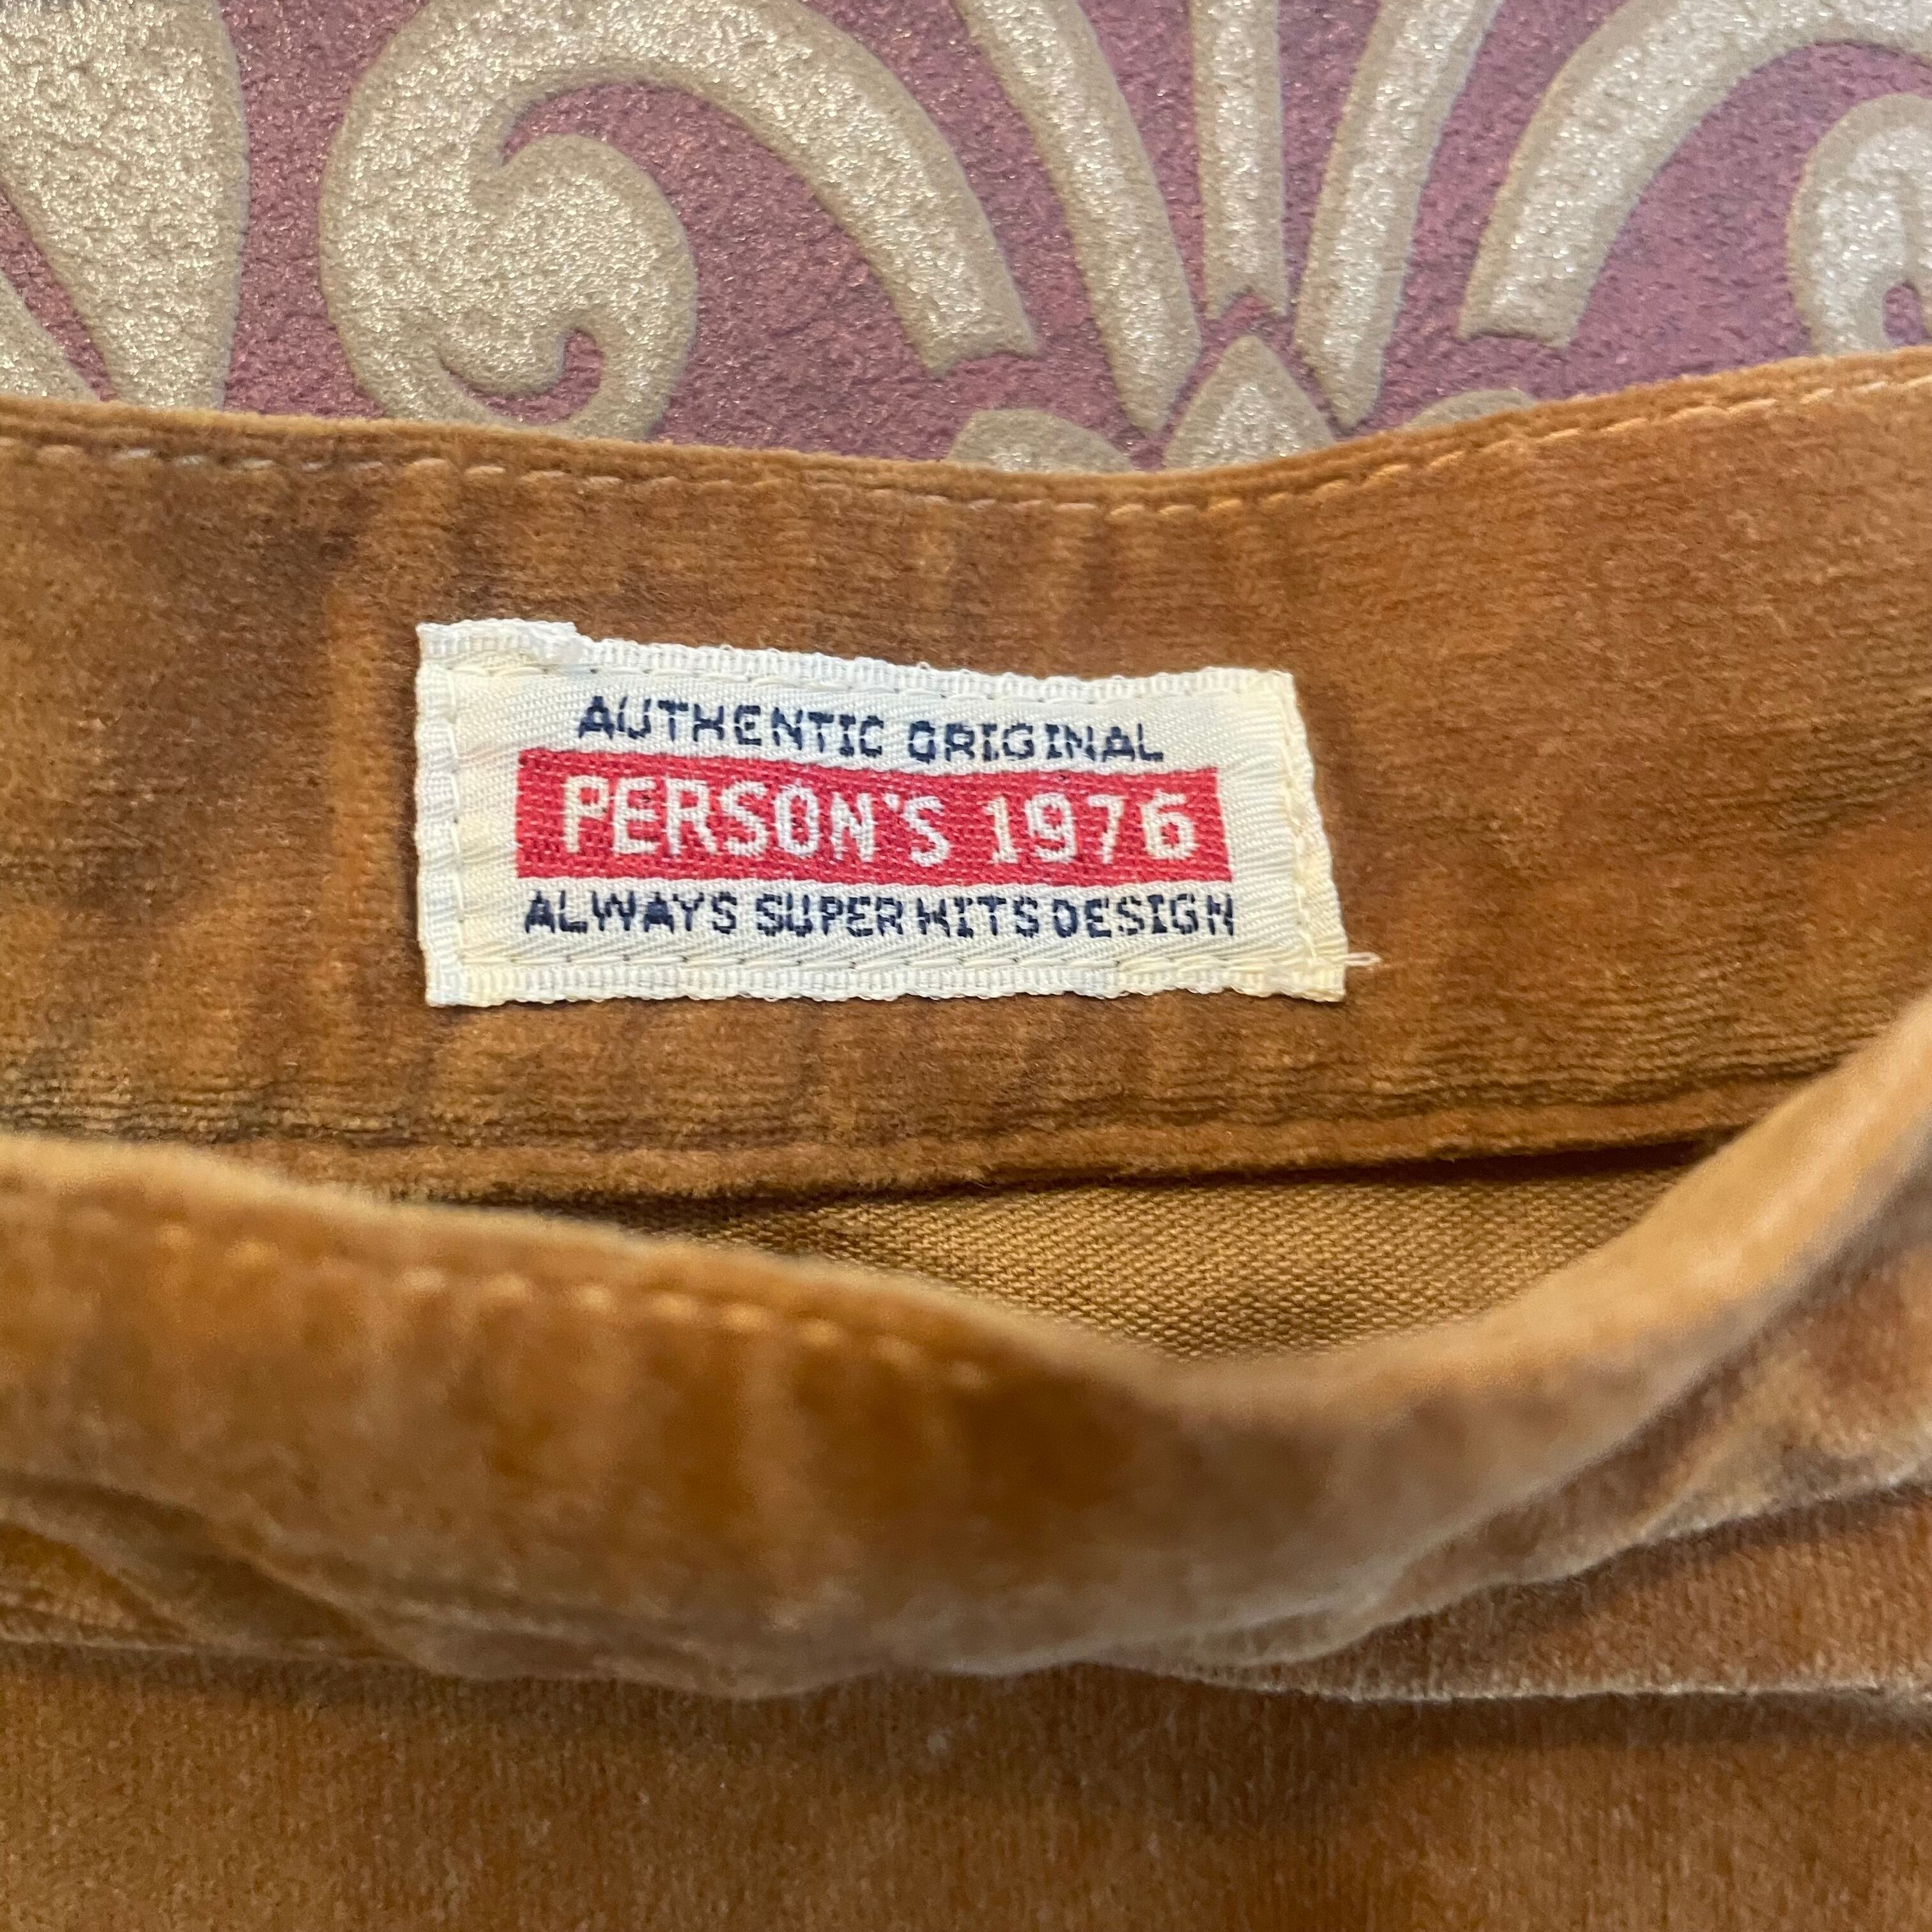 AUTHENTIC ORIGINAL
PERSON'S 1976
ALWAYS SUPER HITS DESIGN